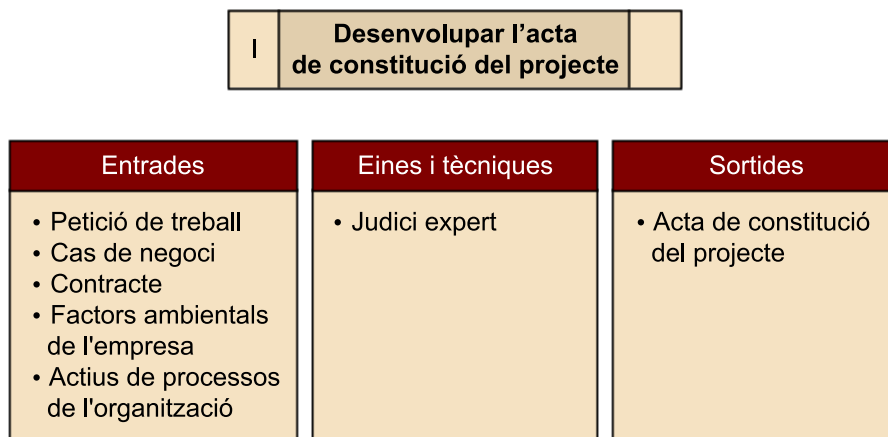 I
Desenvolupar l’acta
de constitució del projecte
Entrades
• Petició de treball
• Cas de negoci
• Contracte
• Factors ambientals
de l'empresa
• Actius de processos
de l'organització
Eines i tècniques
• Judici expert
Sortides
• Acta de constitució
del projecte